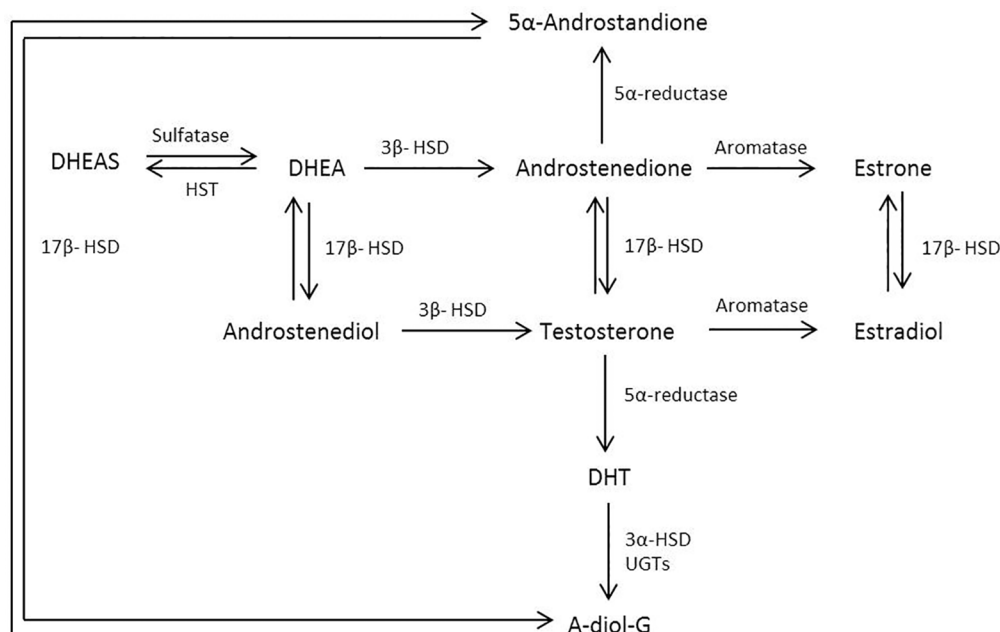 5α-Androstandione
5α-reductase
Sulfatase
3β- HSD
Aromatase
DHEAS
DHEA
Androstenedione
Estrone
HST
17β- HSD
17β- HSD
17β- HSD
17β- HSD
3β- HSD
Aromatase
Androstenediol
Testosterone
Estradiol
5α-reductase
DHT
3α-HSD
UGTs
A-diol-G